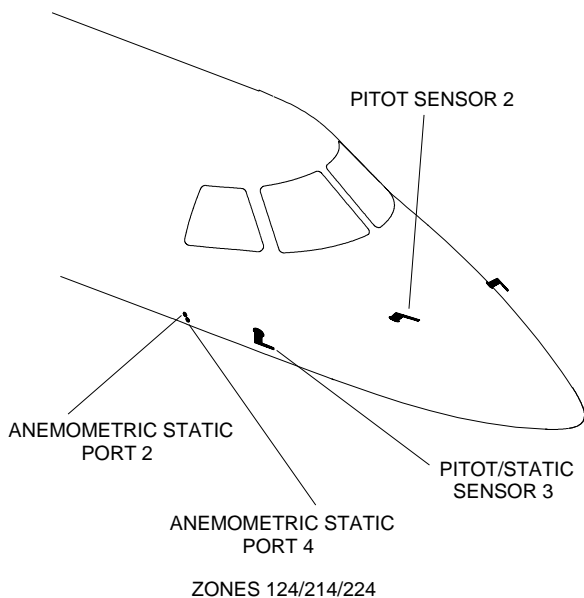 PITOT SENSOR 2
ANEMOMETRIC STATIC
PORT 2
PITOT/STATIC
SENSOR 3
ANEMOMETRIC STATIC
PORT 4
ZONES 124/214/224